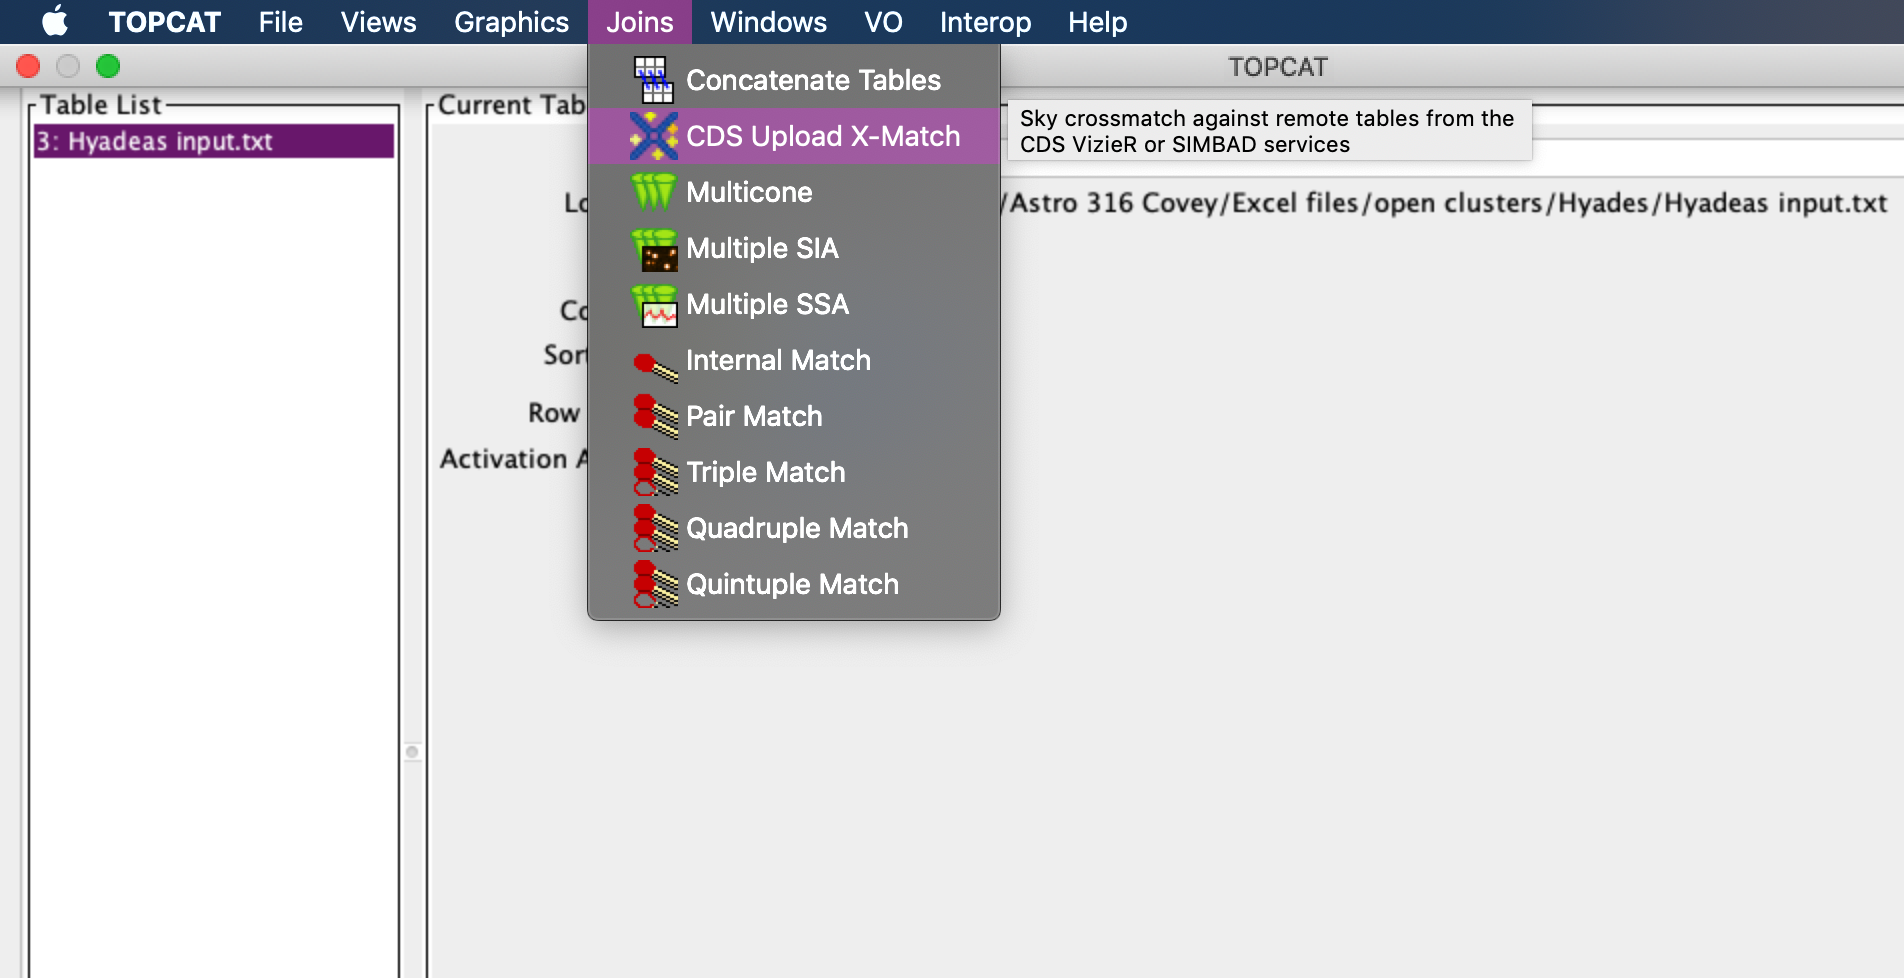 TOPCAT File Views Graphics Joins Windows VO Interop Help
TOPCAT
Table List
3: Hyadeas input.txt
Current Tab
Concatenate Tables
CDS Upload X-Match
Sky crossmatch against remote tables from the
CDS VizieR or SIMBAD services
Multicone
Lo
/Astro 316 Covey/Excel files/open clusters/Hyades/Hyadeas input.txt
Multiple SIA
Multiple SSA
Co
Sort
Internal Match
Row
Pair Match
Activation A
Triple Match
Quadruple Match
Quintuple Match